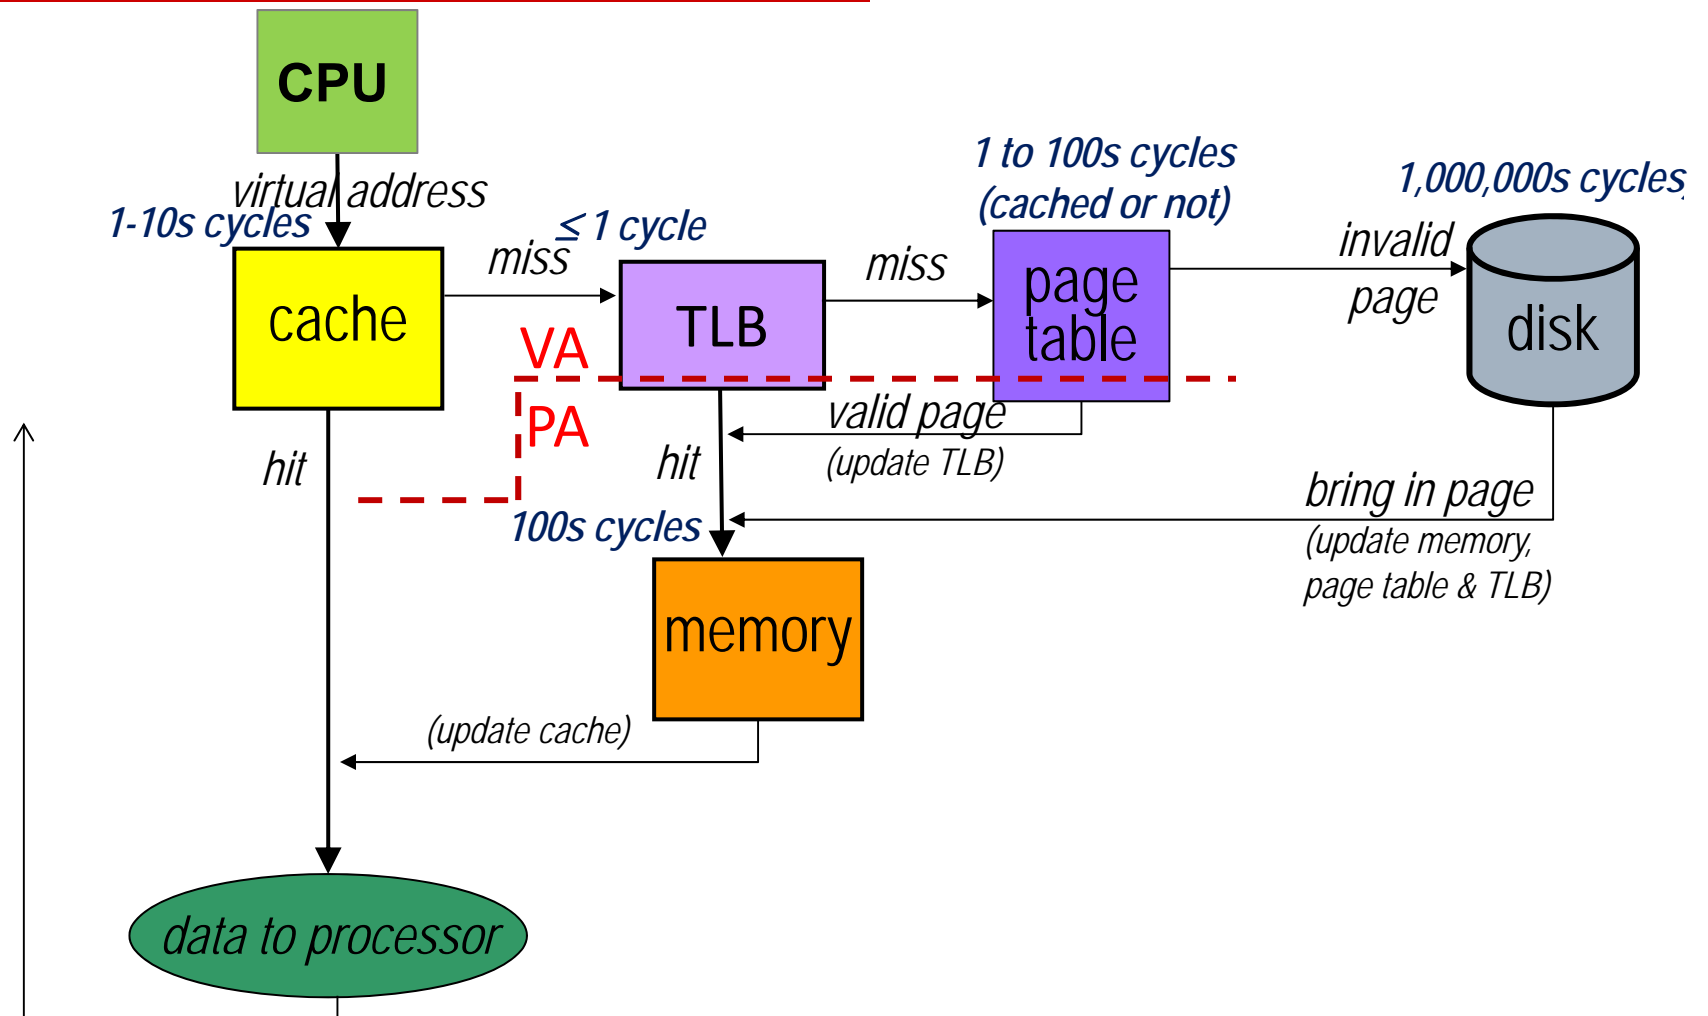 CPU
virtual address
1-10s cycles
cache
miss
≤ 1 cycle
TLB
miss
1 to 100s cycles
(cached or not)
page
table
invalid
page
1,000,000s cycles
disk
VA
PA
hit
hit
valid page
(update TLB)
100s cycles
bring in page
(update memory,
page table & TLB)
memory
(update cache)
data to processor